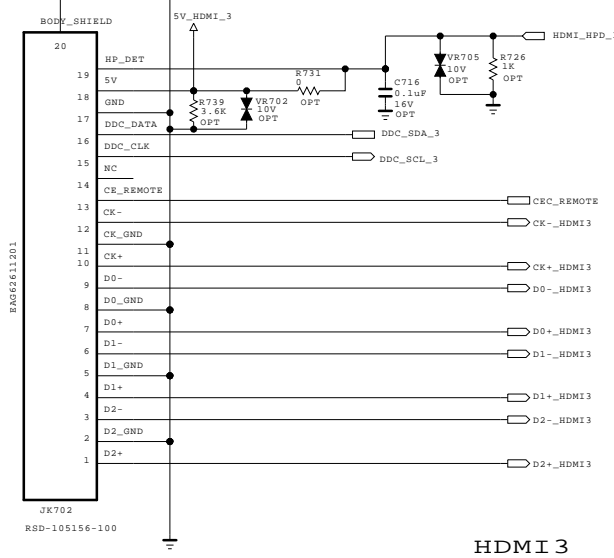 BODY_SHIELD
20
5V_HDMI_3
HDMI_HPD_3
19
HP_DET
18
5V
17
GND
16
DDC_DATA
15
DDC_CLK
14
NC
13
CE_REMOTE
12
CK-
11
CK_GND
10
CK+
9
D0-
8
D0_GND
7
D0+
6
D1-
5
D1_GND
4
D1+
3
D2-
2
D2_GND
1
D2+
R739
3.6K
OPT
VR702
10V
OPT
R731
0
OPT
C716
0.1uF
16V
OPT
VR705
10V
OPT
R726
1K
OPT
DDC_SDA_3
DDC_SCL_3
CEC_REMOTE
CK-_HDMI3
CK+_HDMI3
D0-_HDMI3
D0+_HDMI3
D1-_HDMI3
D1+_HDMI3
D2-_HDMI3
D2+_HDMI3
EAG62611201
JK702
RSD-105156-100
HDMI3